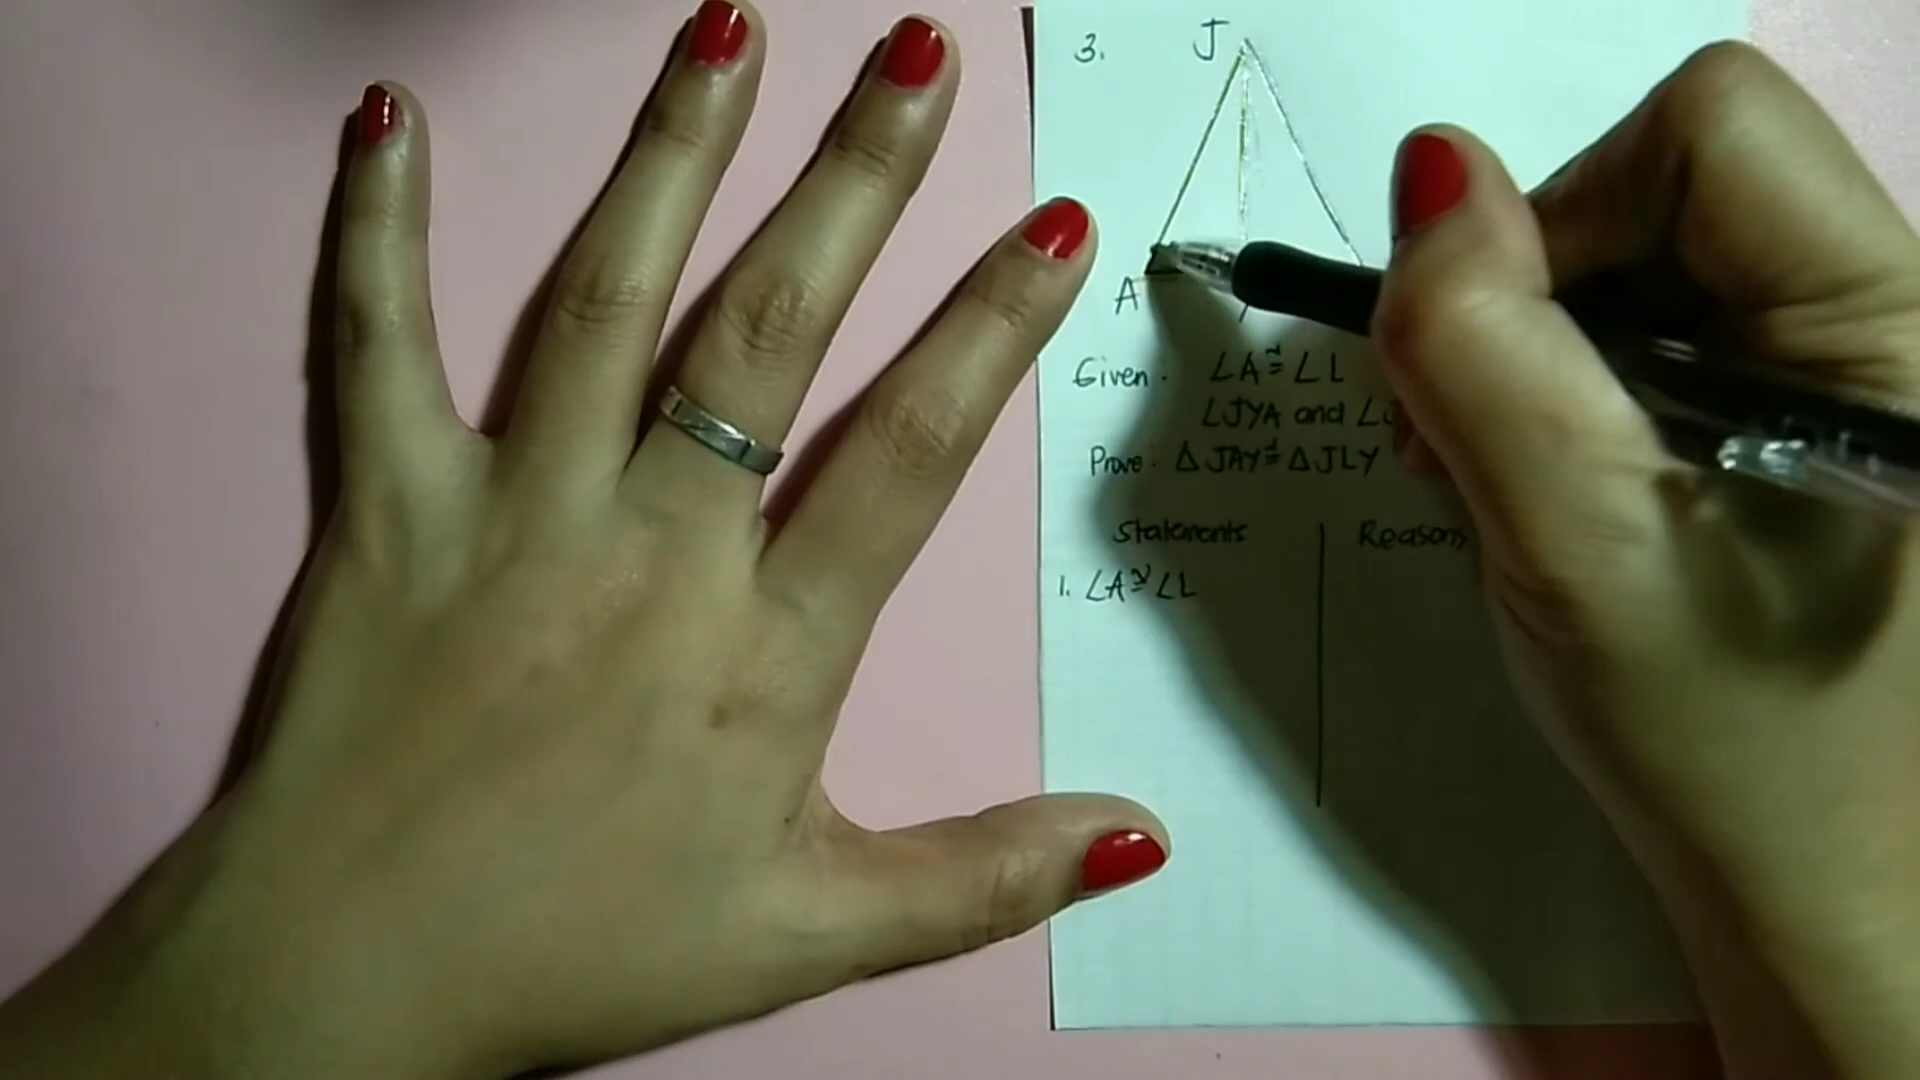 3. J
A
Given: ∠A ≅ ∠L
∠JYA and ∠J
Prove: △JAY ≅ △JLY
Statements Reasons
1. ∠A ≅ ∠L